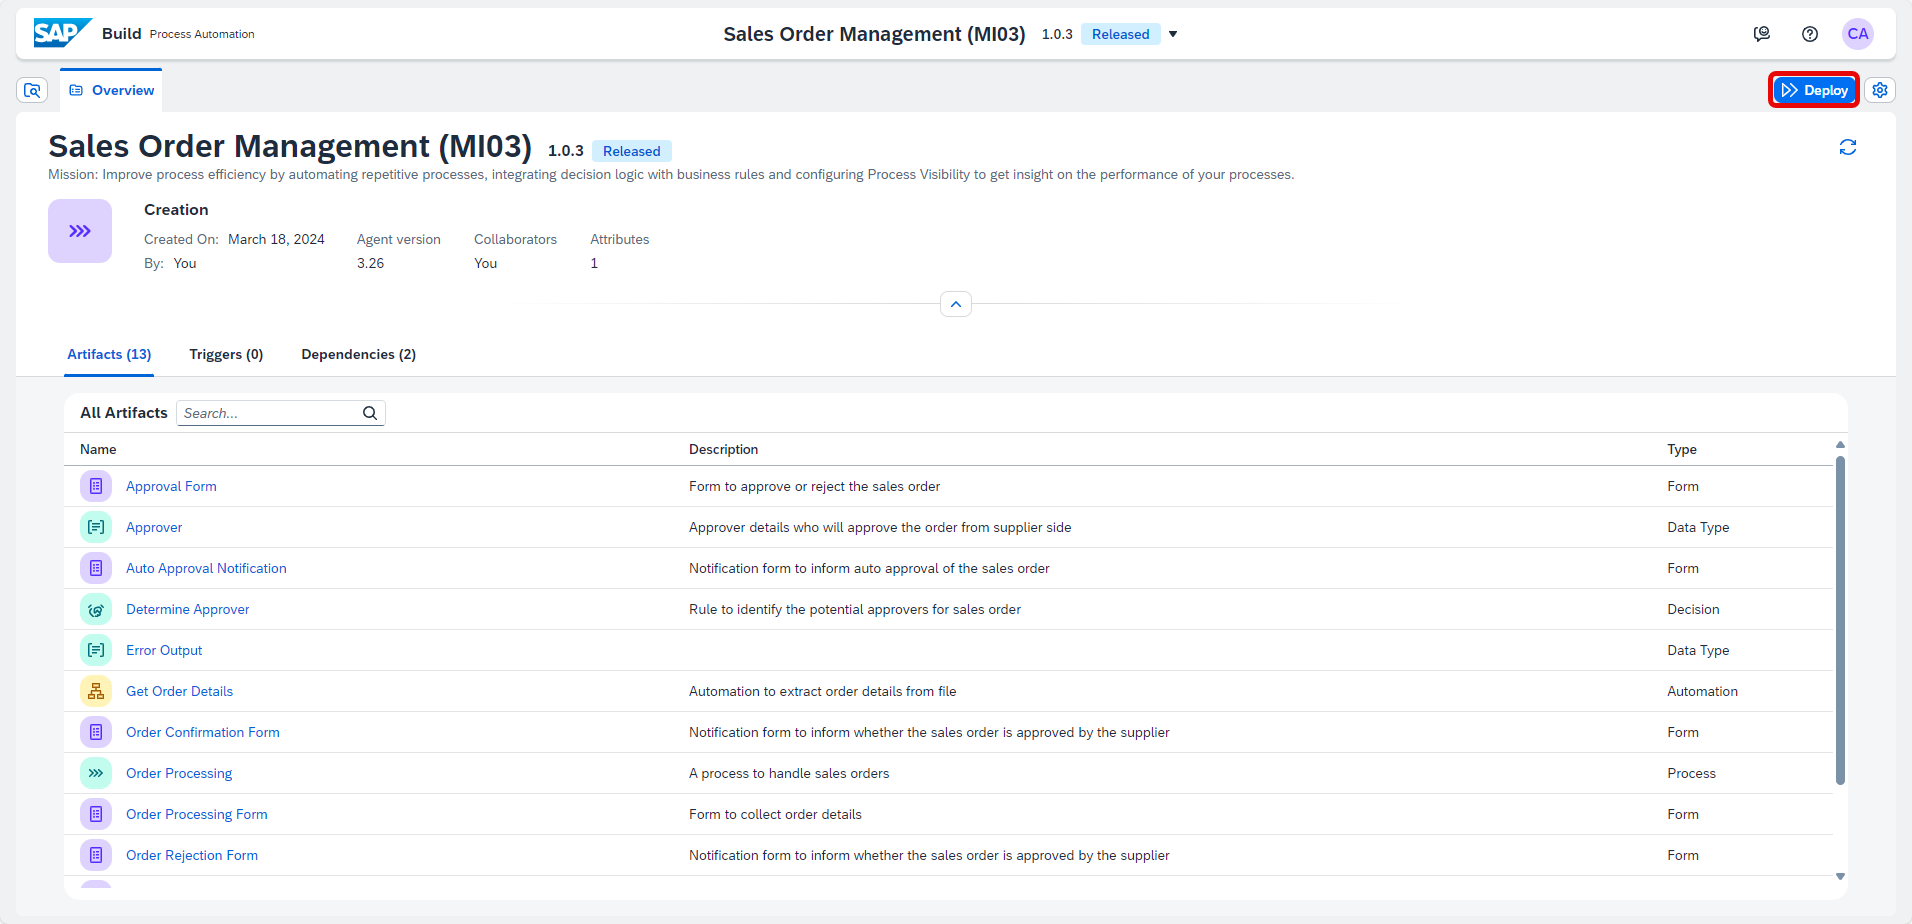 SAP Build Process Automation
Sales Order Management (MI03) 1.0.3 Released
CA
Overview
Deploy
Sales Order Management (MI03) 1.0.3 Released
Mission: Improve process efficiency by automating repetitive processes, integrating decision logic with business rules and configuring Process Visibility to get insight on the performance of your processes.
Creation
Created On: March 18, 2024 Agent version Collaborators Attributes
By: You 3.26 You 1
Artifacts (13) Triggers (0) Dependencies (2)
All Artifacts Search...
Name Description Type
Approval Form Form to approve or reject the sales order Form
Approver Approver details who will approve the order from supplier side Data Type
Auto Approval Notification Notification form to inform auto approval of the sales order Form
Determine Approver Rule to identify the potential approvers for sales order Decision
Error Output Data Type
Get Order Details Automation to extract order details from file Automation
Order Confirmation Form Notification form to inform whether the sales order is approved by the supplier Form
Order Processing A process to handle sales orders Process
Order Processing Form Form to collect order details Form
Order Rejection Form Notification form to inform whether the sales order is approved by the supplier Form